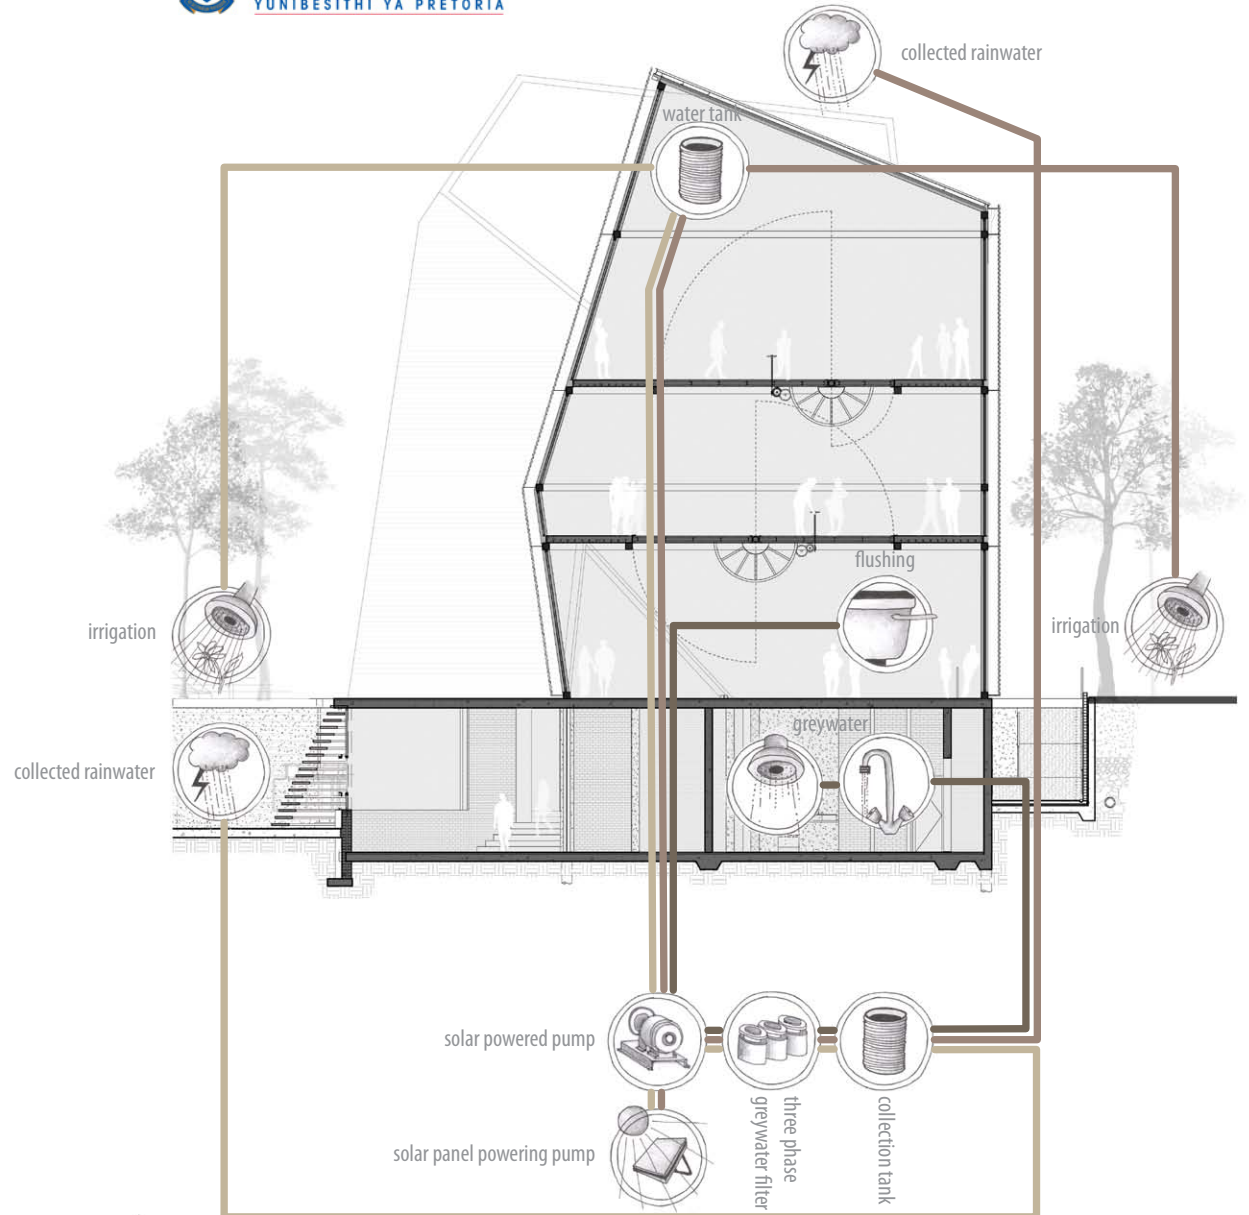 YUNIBESITHI YA PRETORIA
collected rainwater
water tank
flushing
irrigation
irrigation
greywater
collected rainwater
solar powered pump
three phase
greywater filter
collection tank
solar panel powering pump